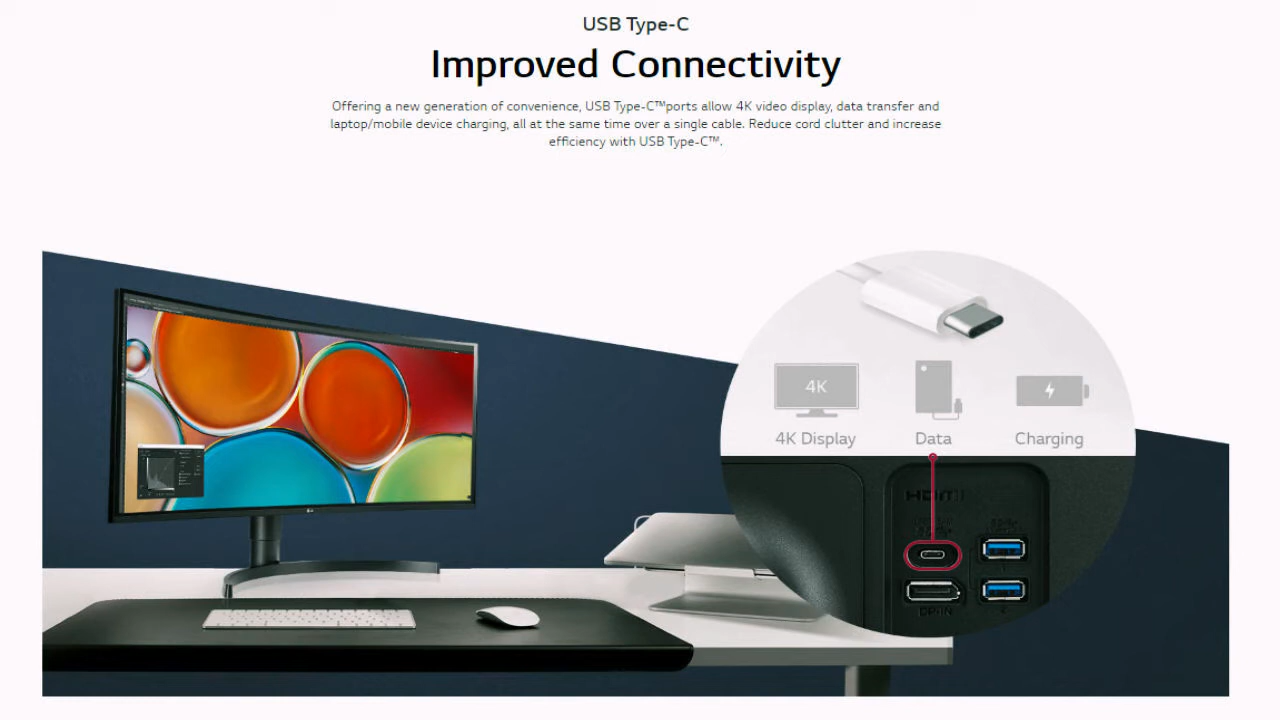 USB Type-C
Improved Connectivity
Offering a new generation of convenience, USB Type-C™ports allow 4K video display, data transfer and
laptop/mobile device charging, all at the same time over a single cable. Reduce cord clutter and increase
efficiency with USB Type-C™.
4K
4K Display
Data
Charging
HDMI
DP IN
LG